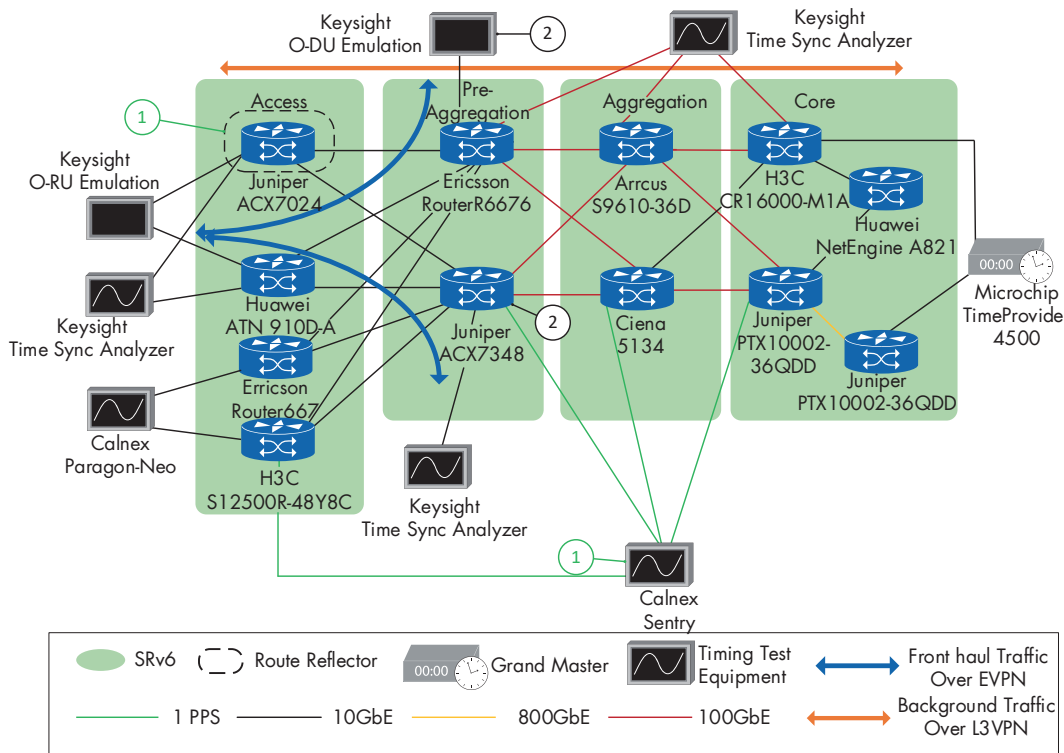 Keysight
O-DU Emulation
2
Keysight
Time Sync Analyzer
Access
Pre-
Aggregation
Aggregation
Core
1
Keysight
O-RU Emulation
Juniper
ACX7024
Ericsson
RouterR6676
Arrcus
S9610-36D
H3C
CR16000-M1A
Huawei
NetEngine A821
00:00
Microchip
TimeProvide
4500
Keysight
Time Sync Analyzer
Huawei
ATN 910D-A
Juniper
ACX7348
2
Ciena
5134
Juniper
PTX10002-
36QDD
Juniper
PTX10002-36QDD
Erricson
Router667
Calnex
Paragon-Neo
H3C
S12500R-48Y8C
Keysight
Time Sync Analyzer
1
Calnex
Sentry
SRv6
Route Reflector
00:00
Grand Master
Timing Test
Equipment
Front haul Traffic
Over EVPN
1 PPS
10GbE
800GbE
100GbE
Background Traffic
Over L3VPN